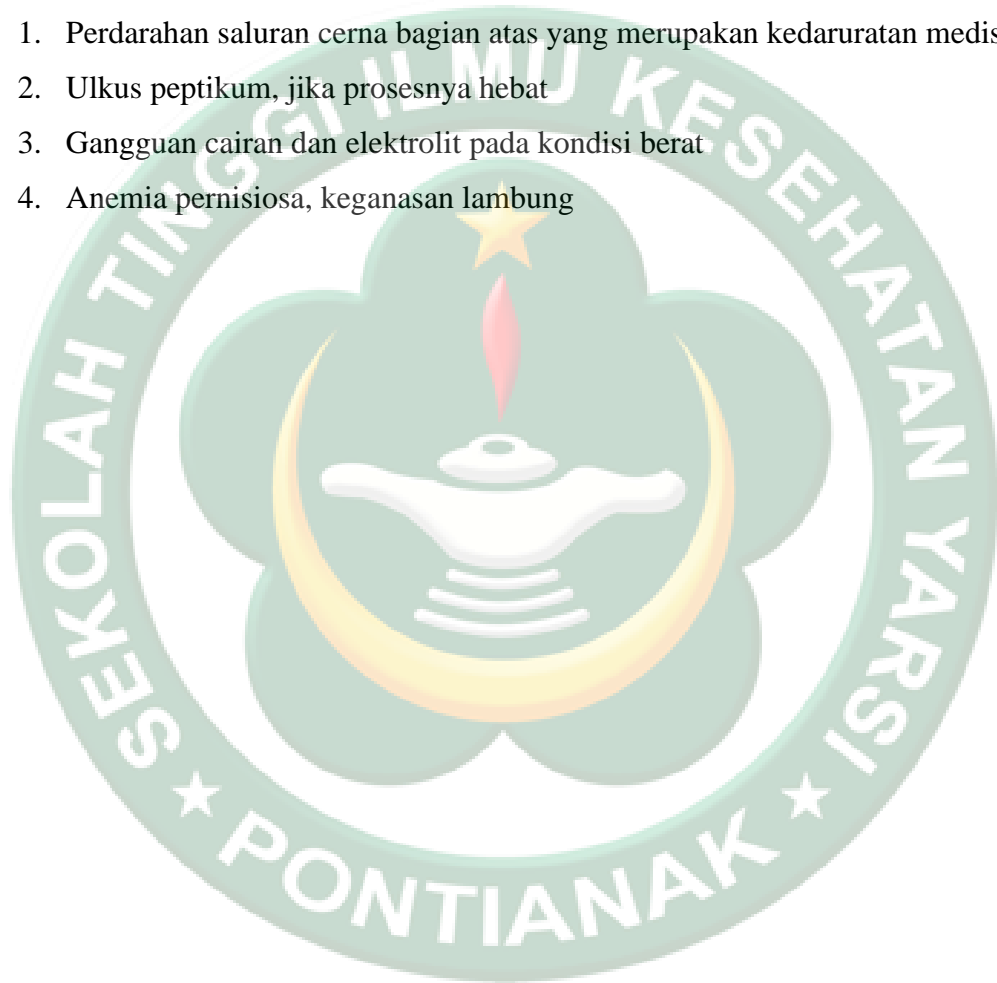 1. Perdarahan saluran cerna bagian atas yang merupakan kedaruratan medis
2. Ulkus peptikum, jika prosesnya hebat
3. Gangguan cairan dan elektrolit pada kondisi berat
4. Anemia pernisiosa, keganasan lambung
SEKOLAH TINGGI ILMU KESEHATAN YARSI
PONTIANAK